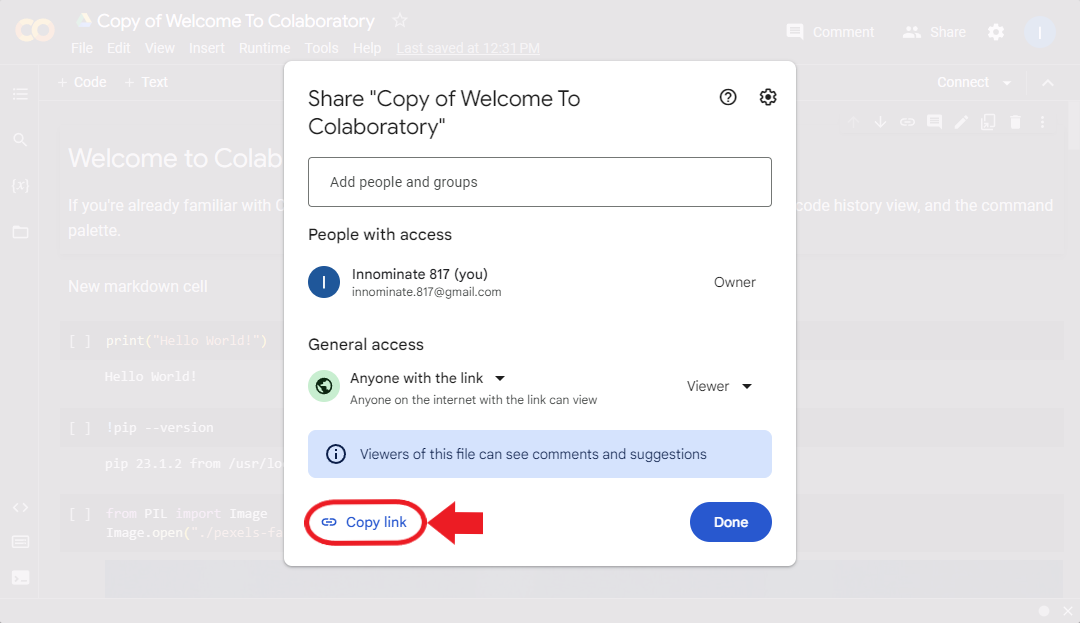 Copy of Welcome To Colaboratory
File Edit View Insert Runtime Tools Help Last saved at 12:31 PM
Comment
Share
I
+ Code + Text
Connect
Share "Copy of Welcome To
Colaboratory"
Add people and groups
People with access
I
Innominate 817 (you)
innominate.817@gmail.com
Owner
General access
Anyone with the link
Anyone on the internet with the link can view
Viewer
Viewers of this file can see comments and suggestions
Copy link
Done
Welcome to Colab
If you're already familiar with C
code history view, and the command
palette.
New markdown cell
{x}
[ ] print("Hello World!")
Hello World!
[ ] !pip --version
pip 23.1.2 from /usr/lo
[ ] from PIL import Image
Image.open("./pexels-fa